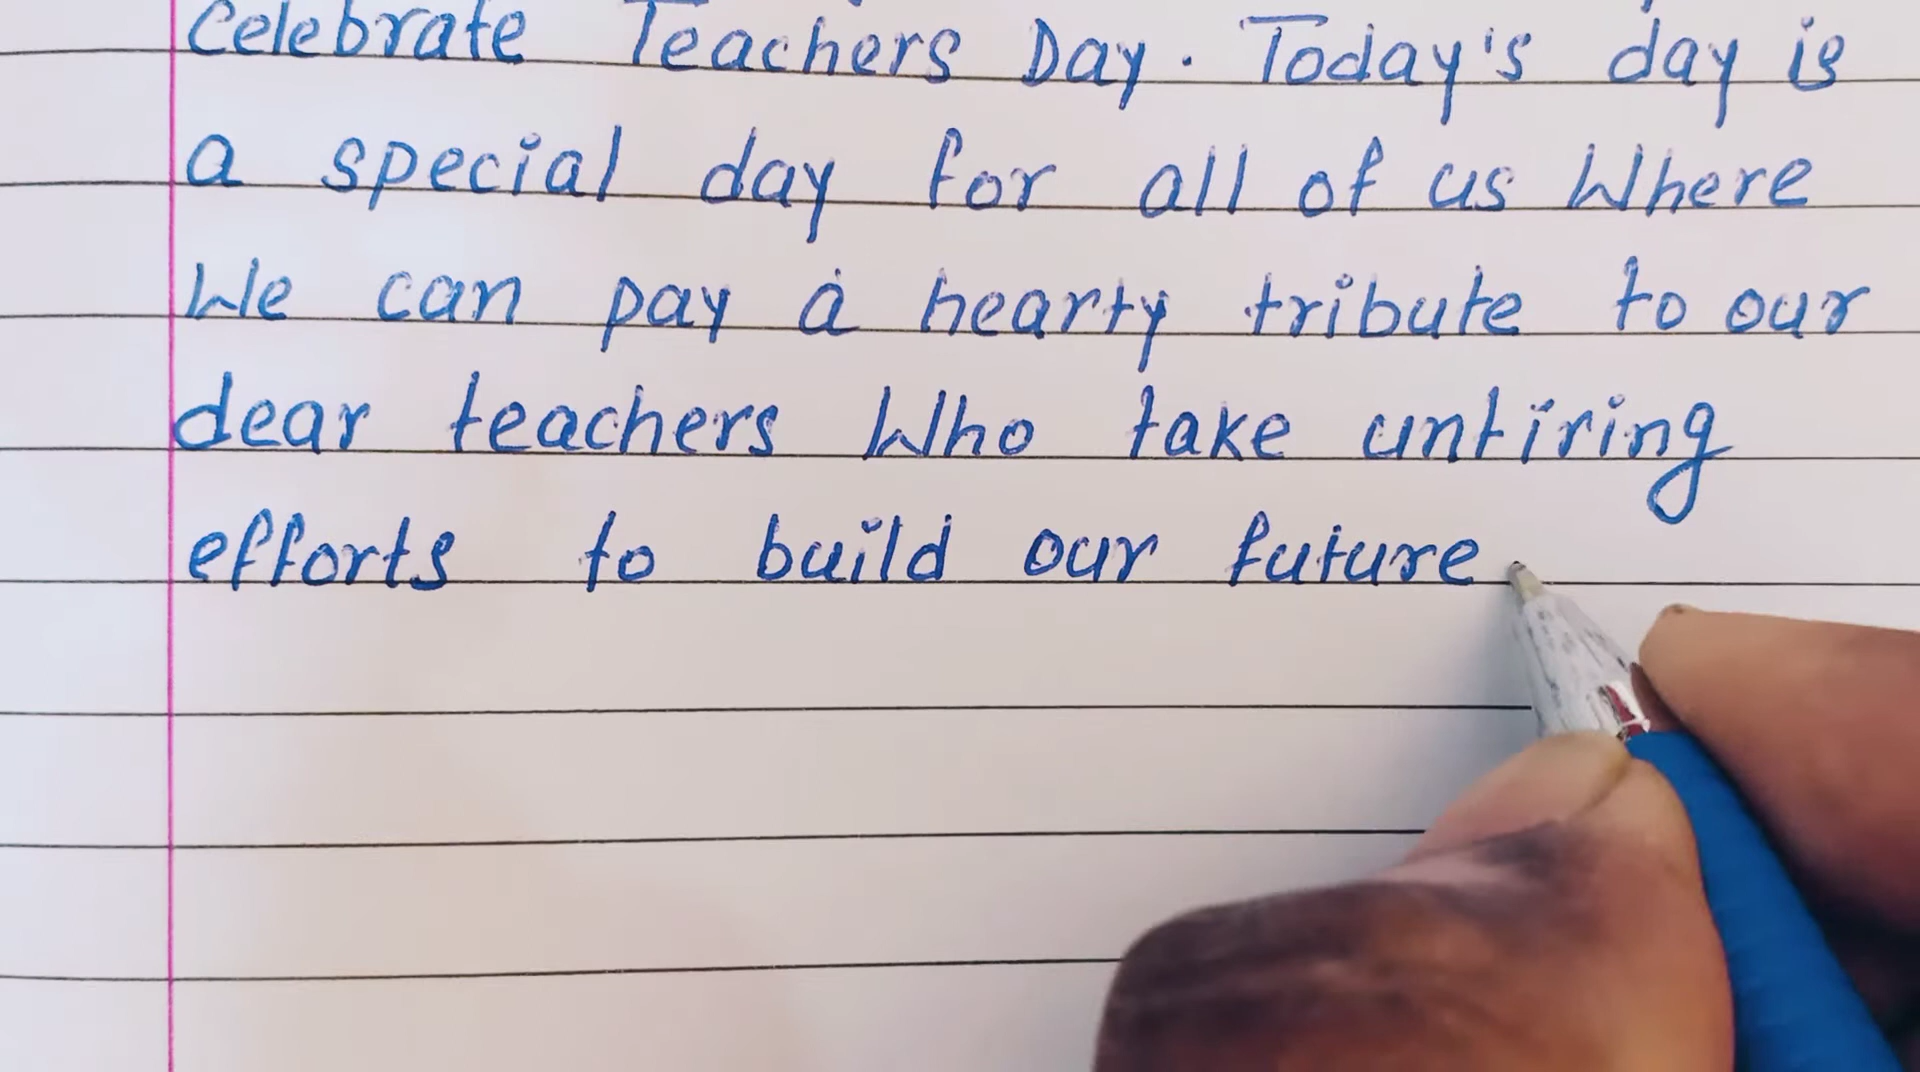 Celebrate Teachers Day. Today's day is
a special day for all of us Where
We can pay a hearty tribute to our
dear teachers Who take untiring
efforts to build our future